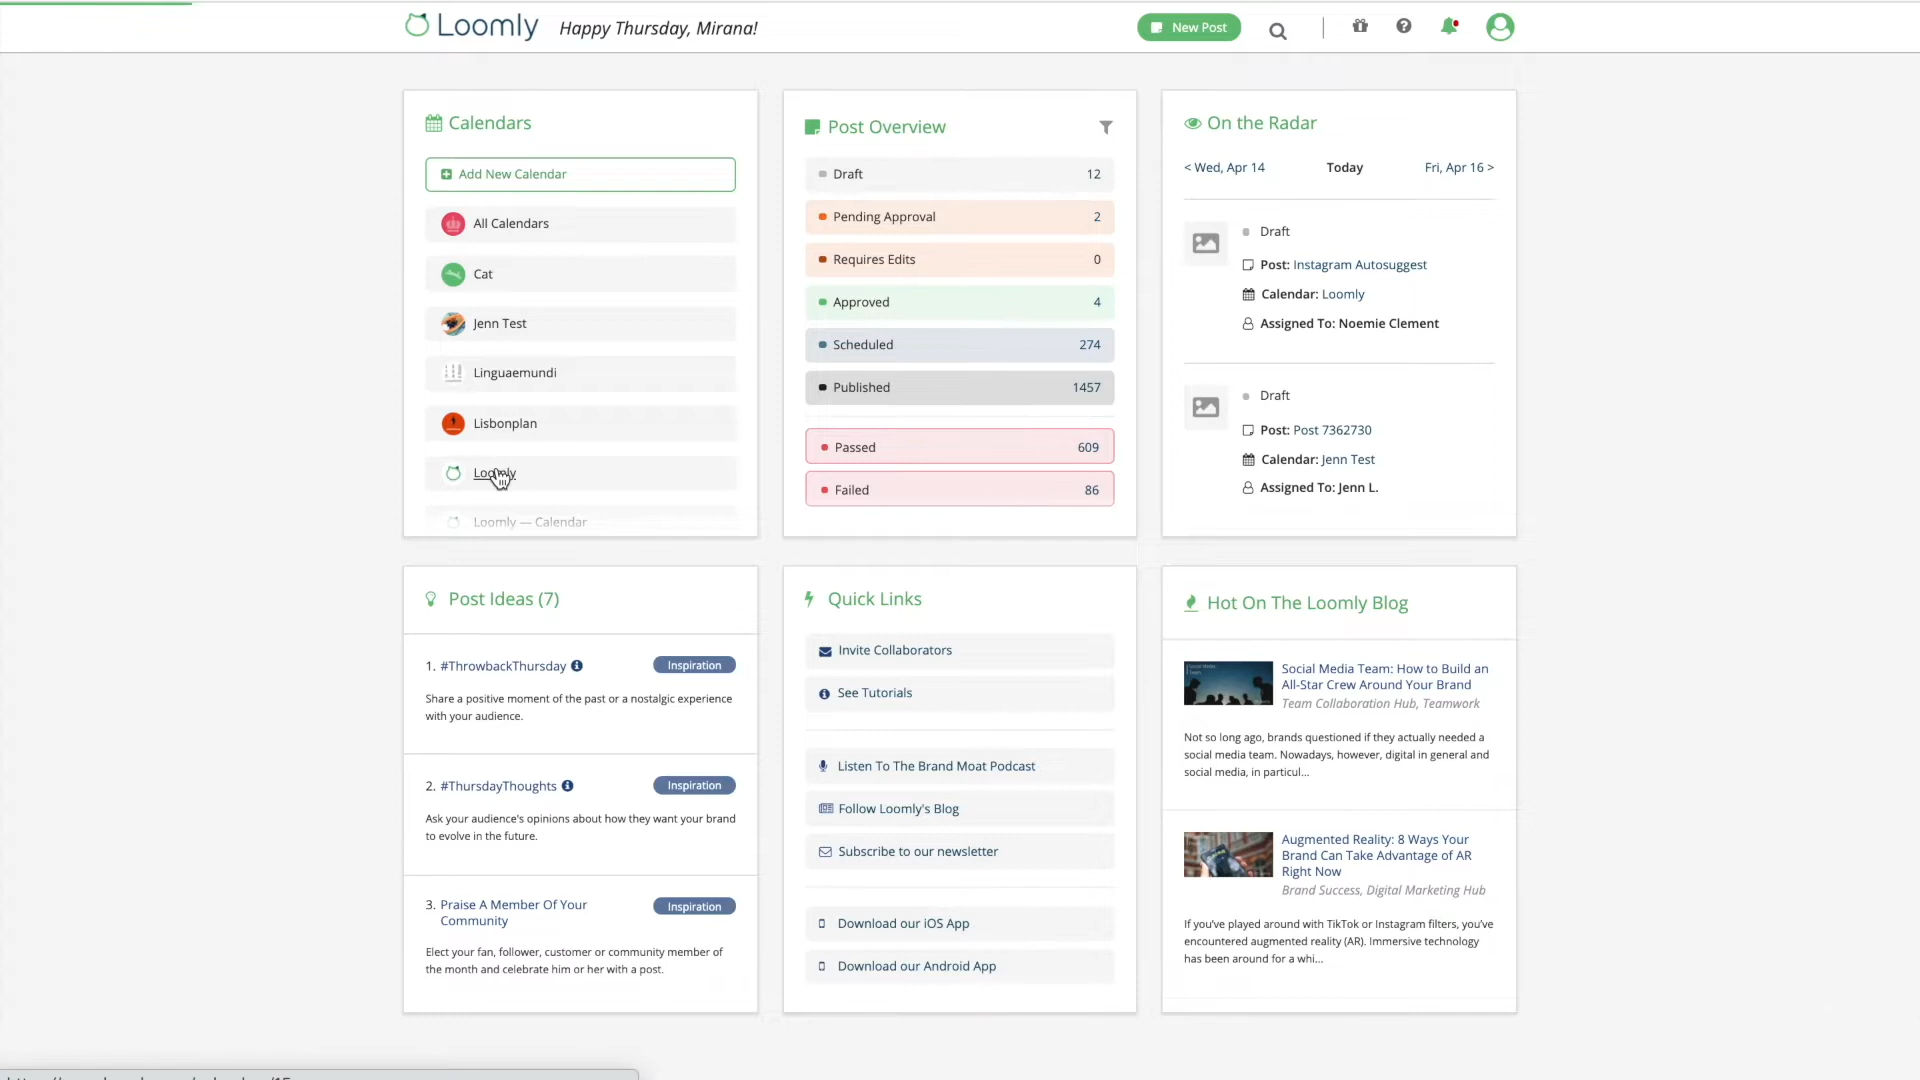 Loomly
Happy Thursday, Mirana!
New Post
Calendars
Add New Calendar
All Calendars
Cat
Jenn Test
Linguaemundi
Lisbonplan
Loomly
Loomly — Calendar
Post Overview
Draft 12
Pending Approval 2
Requires Edits 0
Approved 4
Scheduled 274
Published 1457
Passed 609
Failed 86
On the Radar
< Wed, Apr 14 Today Fri, Apr 16 >
Draft
Post: Instagram Autosuggest
Calendar: Loomly
Assigned To: Noemie Clement
Draft
Post: Post 7362730
Calendar: Jenn Test
Assigned To: Jenn L.
Post Ideas (7)
1. #ThrowbackThursday Inspiration
Share a positive moment of the past or a nostalgic experience
with your audience.
2. #ThursdayThoughts Inspiration
Ask your audience's opinions about how they want your brand
to evolve in the future.
3. Praise A Member Of Your Inspiration
Community
Elect your fan, follower, customer or community member of
the month and celebrate him or her with a post.
Quick Links
Invite Collaborators
See Tutorials
Listen To The Brand Moat Podcast
Follow Loomly's Blog
Subscribe to our newsletter
Download our iOS App
Download our Android App
Hot On The Loomly Blog
Social Media Team: How to Build an
All-Star Crew Around Your Brand
Team Collaboration Hub, Teamwork
Not so long ago, brands questioned if they actually needed a
social media team. Nowadays, however, digital in general and
social media, in particul...
Augmented Reality: 8 Ways Your
Brand Can Take Advantage of AR
Right Now
Brand Success, Digital Marketing Hub
If you've played around with TikTok or Instagram filters, you've
encountered augmented reality (AR). Immersive technology
has been around for a whi...